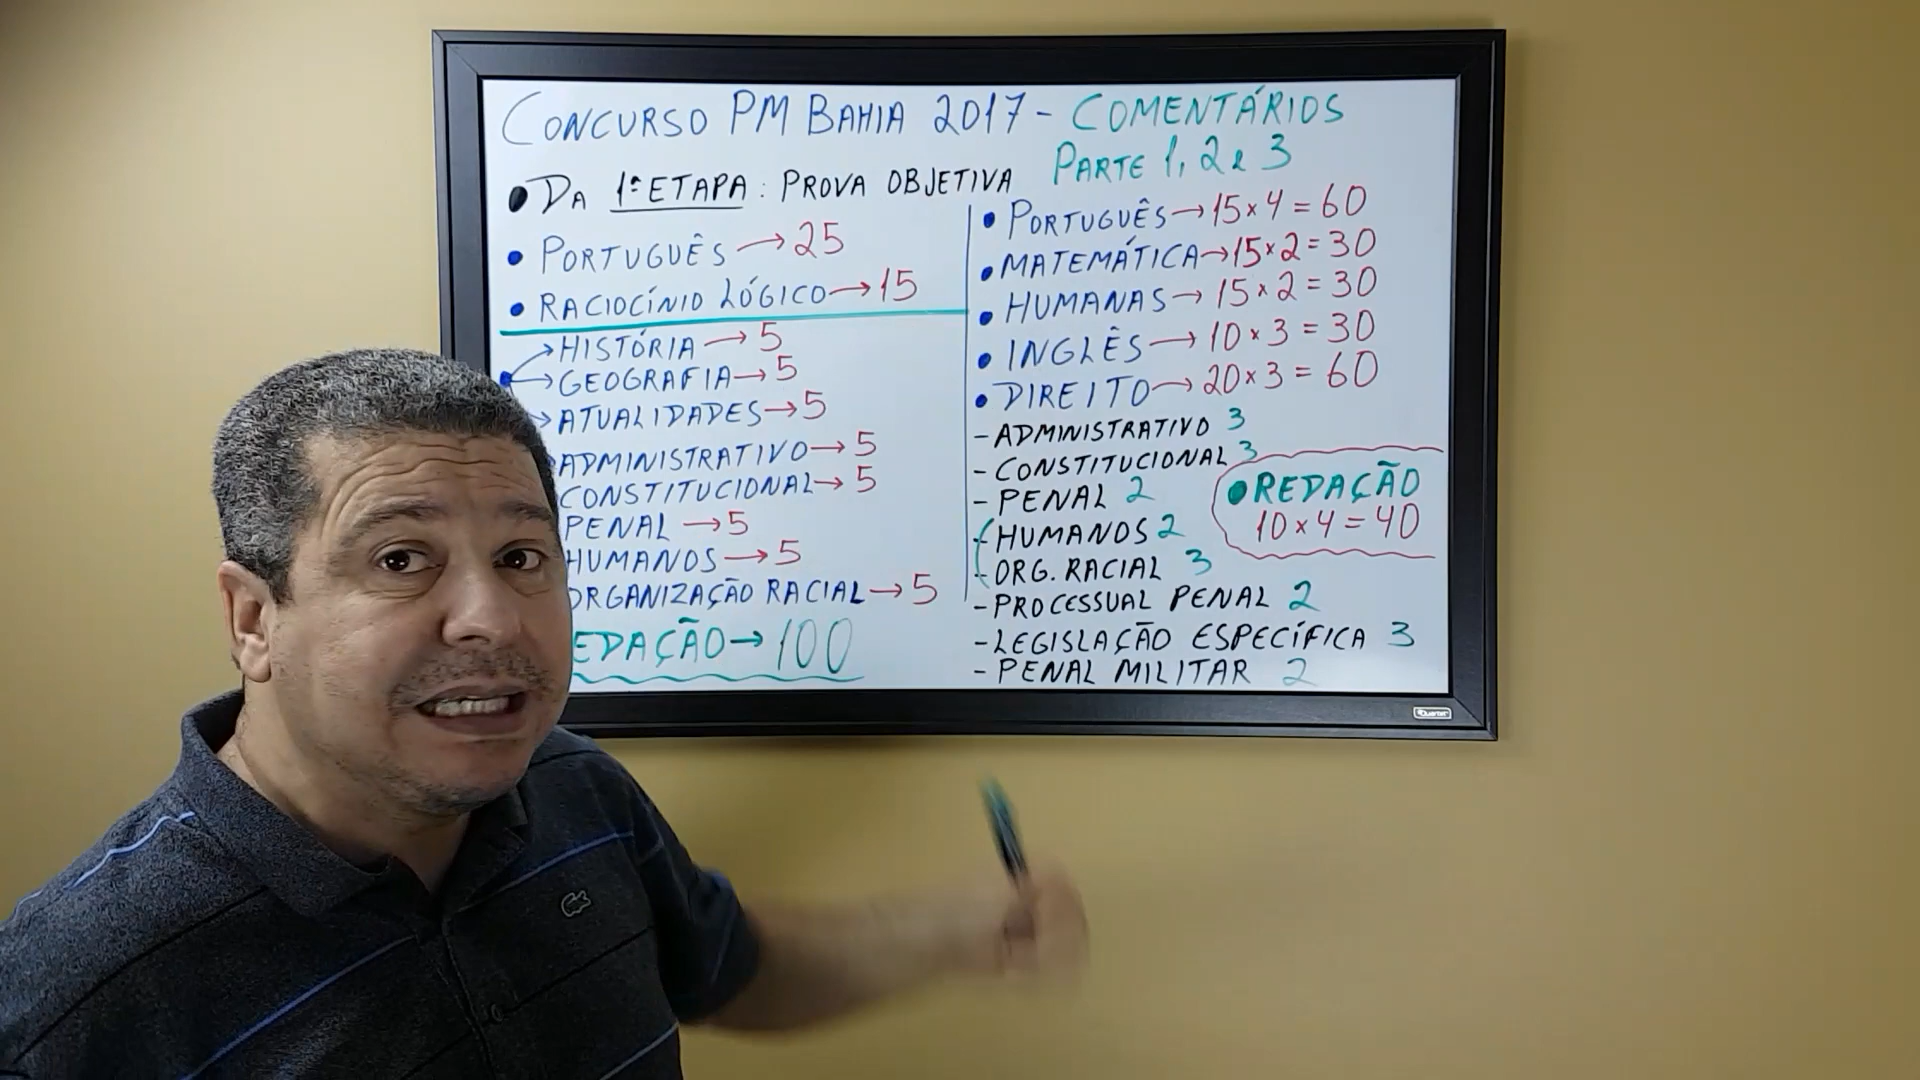 CONCURSO PM BAHIA 2017 - COMENTÁRIOS
PARTE 1, 2 e 3
• DA 1ª ETAPA: PROVA OBJETIVA
• PORTUGUÊS → 25
• RACIOCÍNIO LÓGICO → 15
→ HISTÓRIA → 5
→ GEOGRAFIA → 5
→ ATUALIDADES → 5
ADMINISTRATIVO → 5
CONSTITUCIONAL → 5
PENAL → 5
HUMANOS → 5
ORGANIZAÇÃO RACIAL → 5
EDAÇÃO → 100
• PORTUGUÊS → 15 x 4 = 60
• MATEMÁTICA → 15 x 2 = 30
• HUMANAS → 15 x 2 = 30
• INGLÊS → 10 x 3 = 30
• DIREITO → 20 x 3 = 60
- ADMINISTRATIVO 3
- CONSTITUCIONAL 3
- PENAL 2
- HUMANOS 2
- ORG. RACIAL 3
- PROCESSUAL PENAL 2
- LEGISLAÇÃO ESPECÍFICA 3
- PENAL MILITAR 2
• REDAÇÃO
10 x 4 = 40